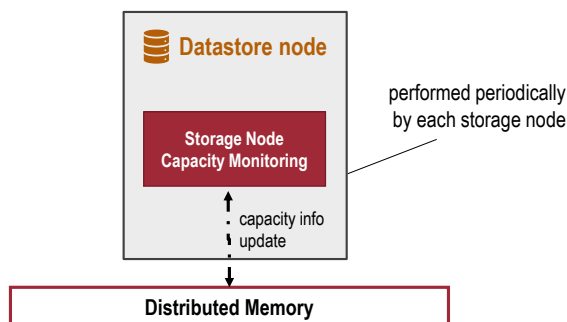 Datastore node
performed periodically
by each storage node
Storage Node
Capacity Monitoring
capacity info
update
Distributed Memory